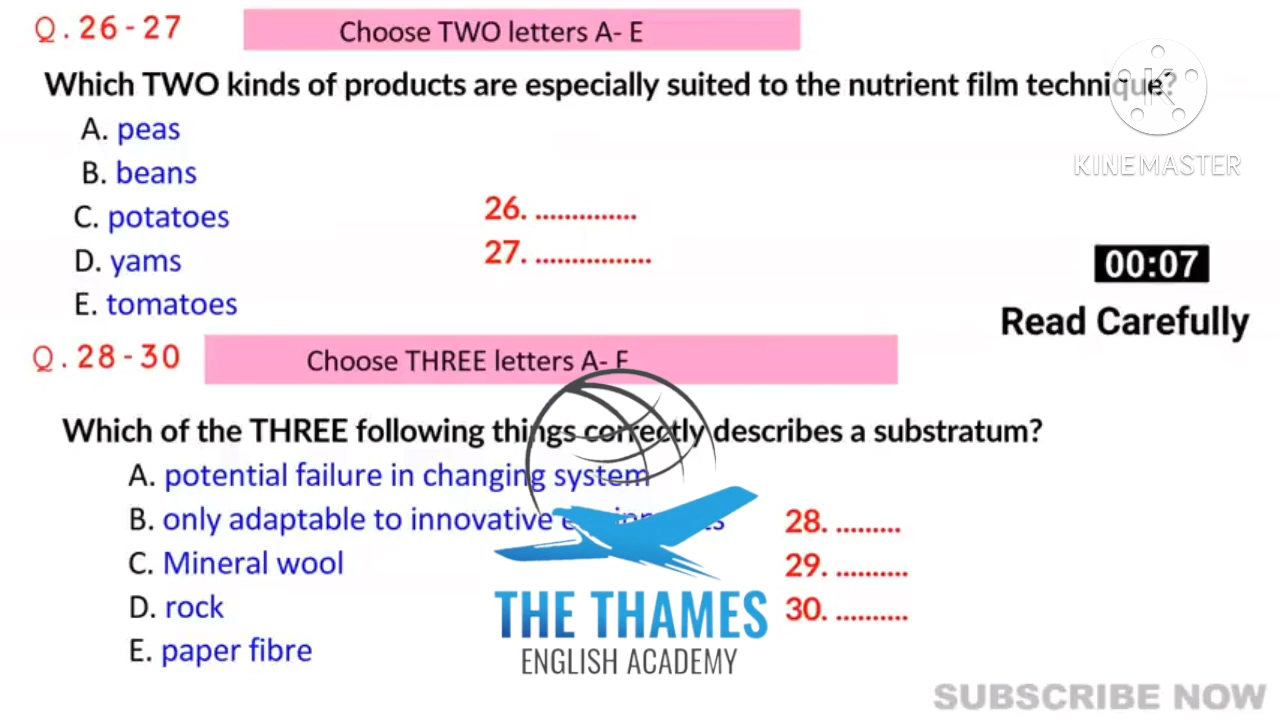 Q.26-27
Choose TWO letters A- E
Which TWO kinds of products are especially suited to the nutrient film technique?
A. peas
B. beans
C. potatoes
D. yams
E. tomatoes
26. ..............
27. ................
KINEMASTER
00:07
Read Carefully
Q.28-30
Choose THREE letters A- F
Which of the THREE following things correctly describes a substratum?
A. potential failure in changing system
B. only adaptable to innovative
C. Mineral wool
D. rock
E. paper fibre
28. .........
29. ..........
30. ..........
THE THAMES
ENGLISH ACADEMY
SUBSCRIBE NOW